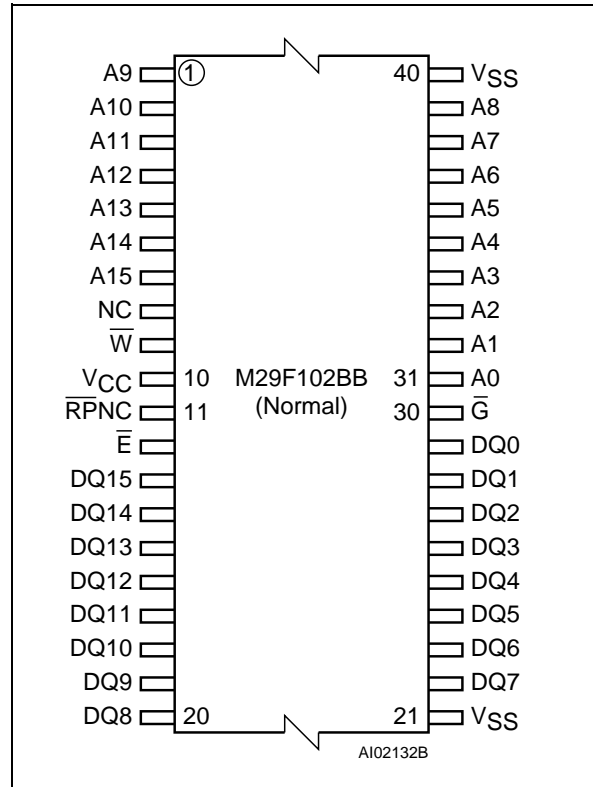 A9 ① 40 VSS
A10 A8
A11 A7
A12 A6
A13 A5
A14 A4
A15 A3
NC A2
W̅ A1
VCC 10 M29F102BB 31 A0
R̅P̅NC 11 (Normal) 30 G̅
E̅ DQ0
DQ15 DQ1
DQ14 DQ2
DQ13 DQ3
DQ12 DQ4
DQ11 DQ5
DQ10 DQ6
DQ9 DQ7
DQ8 20 21 VSS
AI02132B